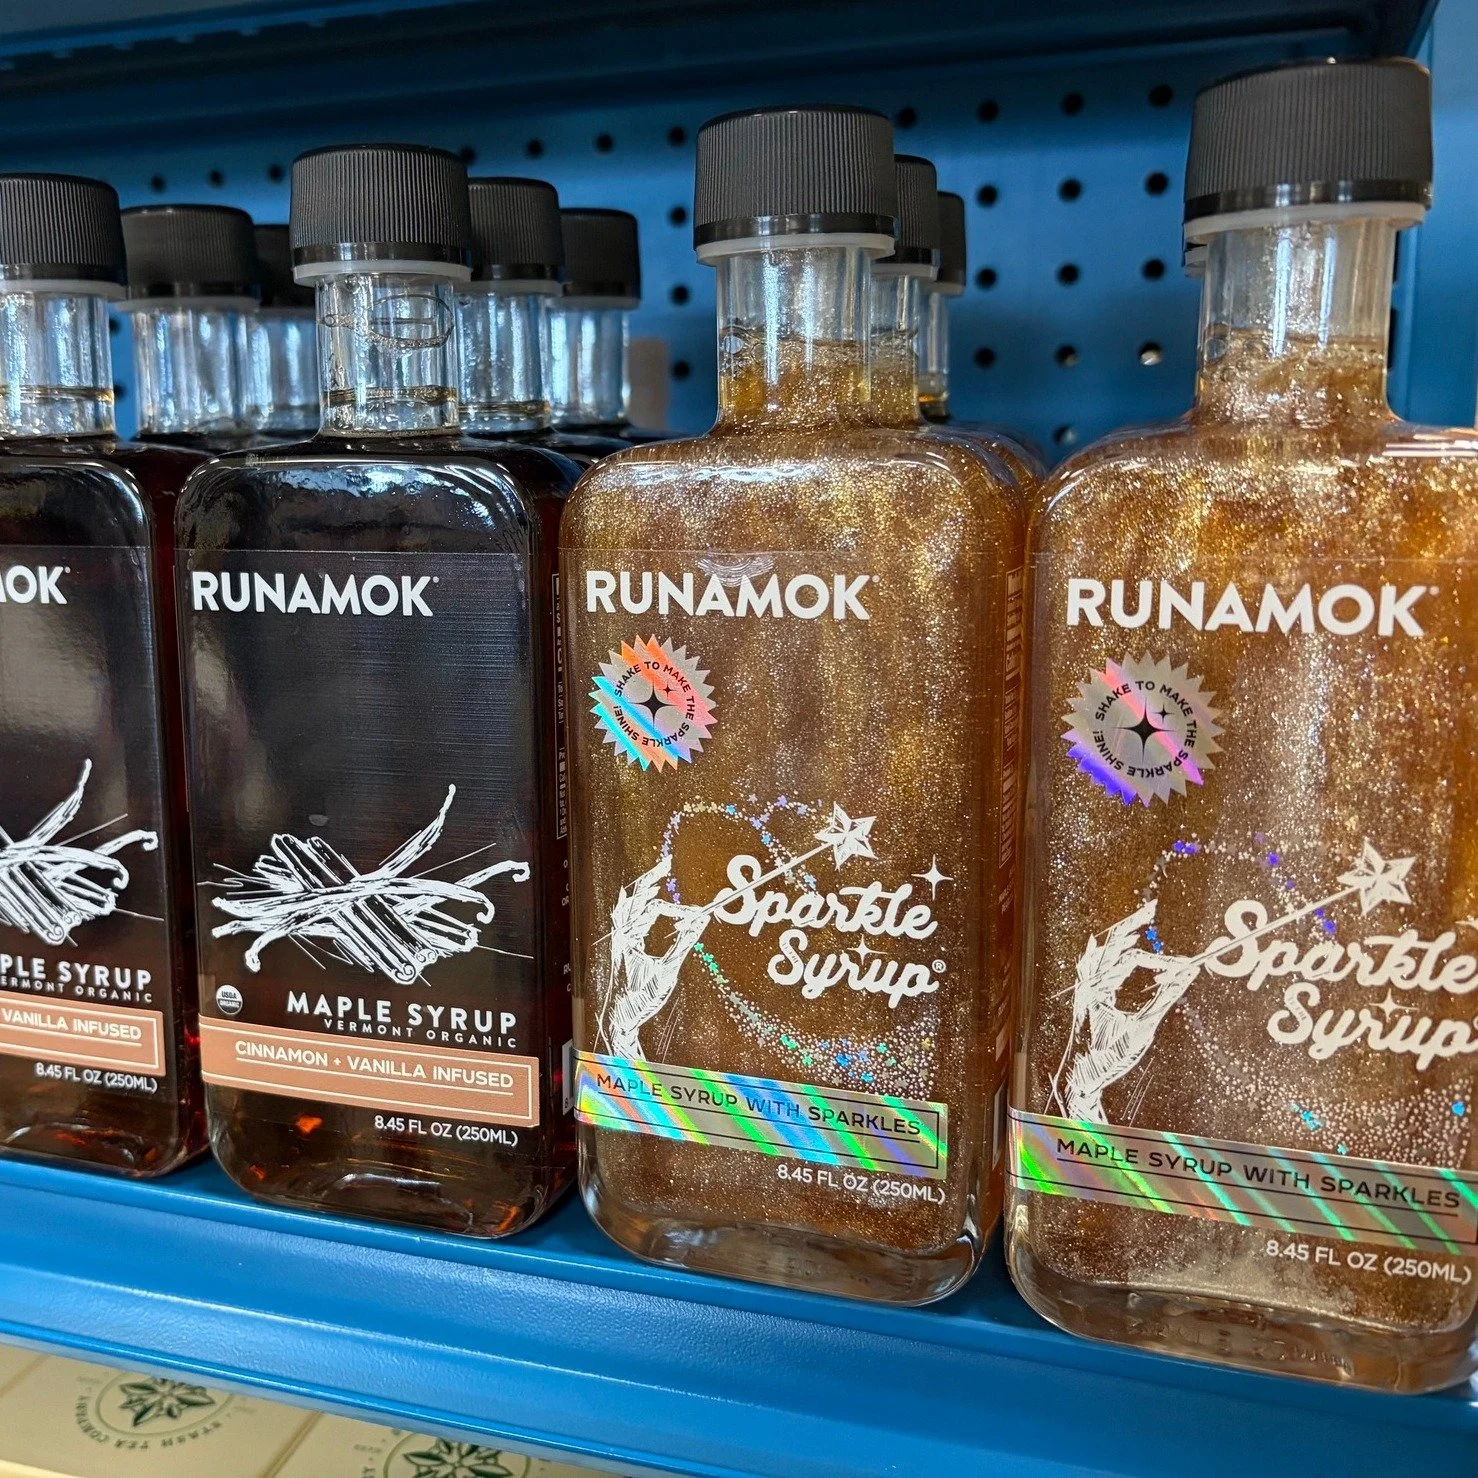 OK®
PLE SYRUP
ERMONT ORGANIC
VANILLA INFUSED
8.45 FL OZ (250ML)
RUNAMOK®
USDA
ORGANIC
MAPLE SYRUP
VERMONT ORGANIC
CINNAMON + VANILLA INFUSED
8.45 FL OZ (250ML)
RUNAMOK®
SHAKE TO MAKE THE SPARKLE SHINE!
Sparkle
Syrup®
MAPLE SYRUP WITH SPARKLES
8.45 FL OZ (250ML)
RUNAMOK®
SHAKE TO MAKE THE SPARKLE SHINE!
Sparkle
Syrup
MAPLE SYRUP WITH SPARKLES
8.45 FL OZ (250ML)